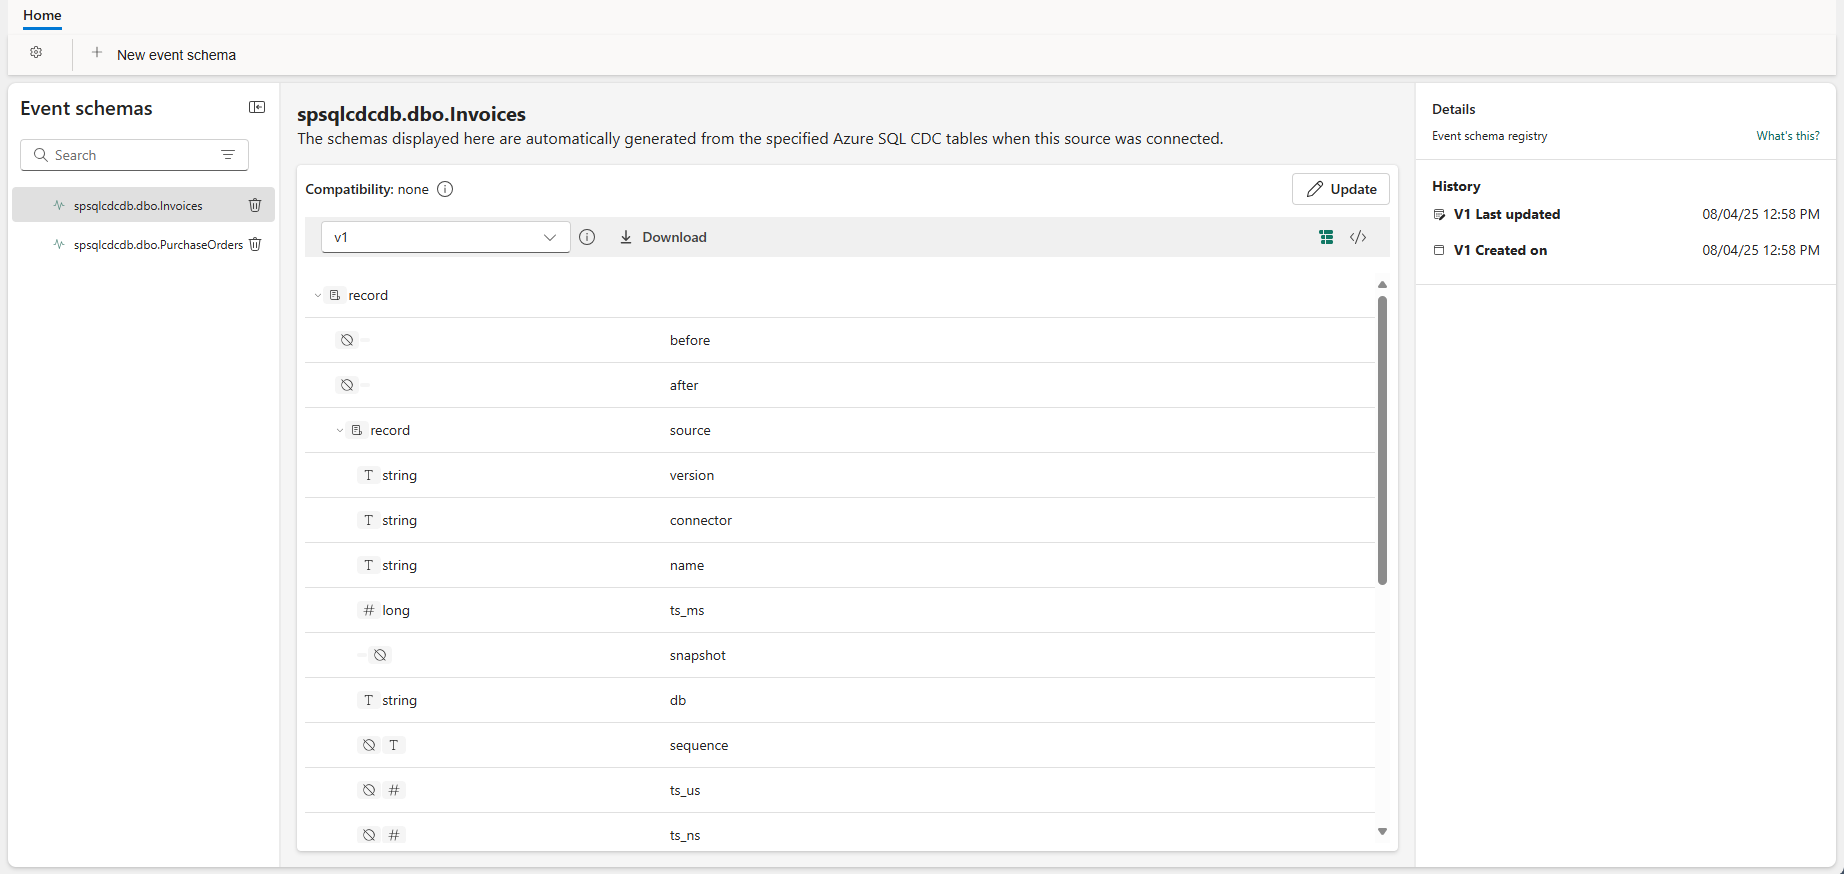 Home
New event schema
Event schemas
Search
spsqlcdcdb.dbo.Invoices
spsqlcdcdb.dbo.PurchaseOrders
spsqlcdcdb.dbo.Invoices
The schemas displayed here are automatically generated from the specified Azure SQL CDC tables when this source was connected.
Compatibility: none
Update
v1
Download
record
before
after
record source
string version
string connector
string name
# long ts_ms
snapshot
string db
T sequence
# ts_us
# ts_ns
Details
Event schema registry What's this?
History
V1 Last updated 08/04/25 12:58 PM
V1 Created on 08/04/25 12:58 PM